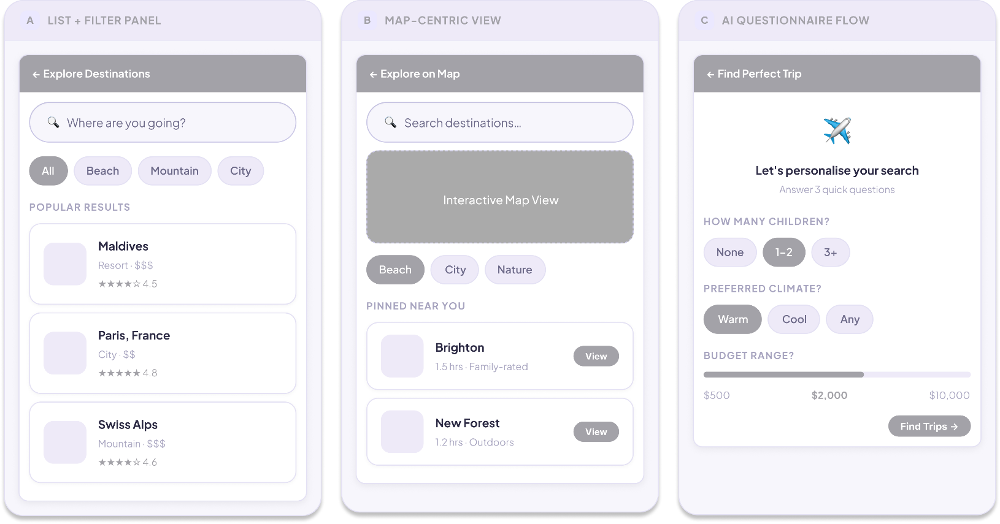 A LIST + FILTER PANEL
← Explore Destinations
Where are you going?
All Beach Mountain City
POPULAR RESULTS
Maldives
Resort · $$$
★★★★☆ 4.5
Paris, France
City · $$
★★★★★ 4.8
Swiss Alps
Mountain · $$$
★★★★☆ 4.6
B MAP-CENTRIC VIEW
← Explore on Map
Search destinations...
Interactive Map View
Beach City Nature
PINNED NEAR YOU
Brighton
1.5 hrs · Family-rated
View
New Forest
1.2 hrs · Outdoors
View
C AI QUESTIONNAIRE FLOW
← Find Perfect Trip
Let's personalise your search
Answer 3 quick questions
HOW MANY CHILDREN?
None 1–2 3+
PREFERRED CLIMATE?
Warm Cool Any
BUDGET RANGE?
$500 $2,000 $10,000
Find Trips →